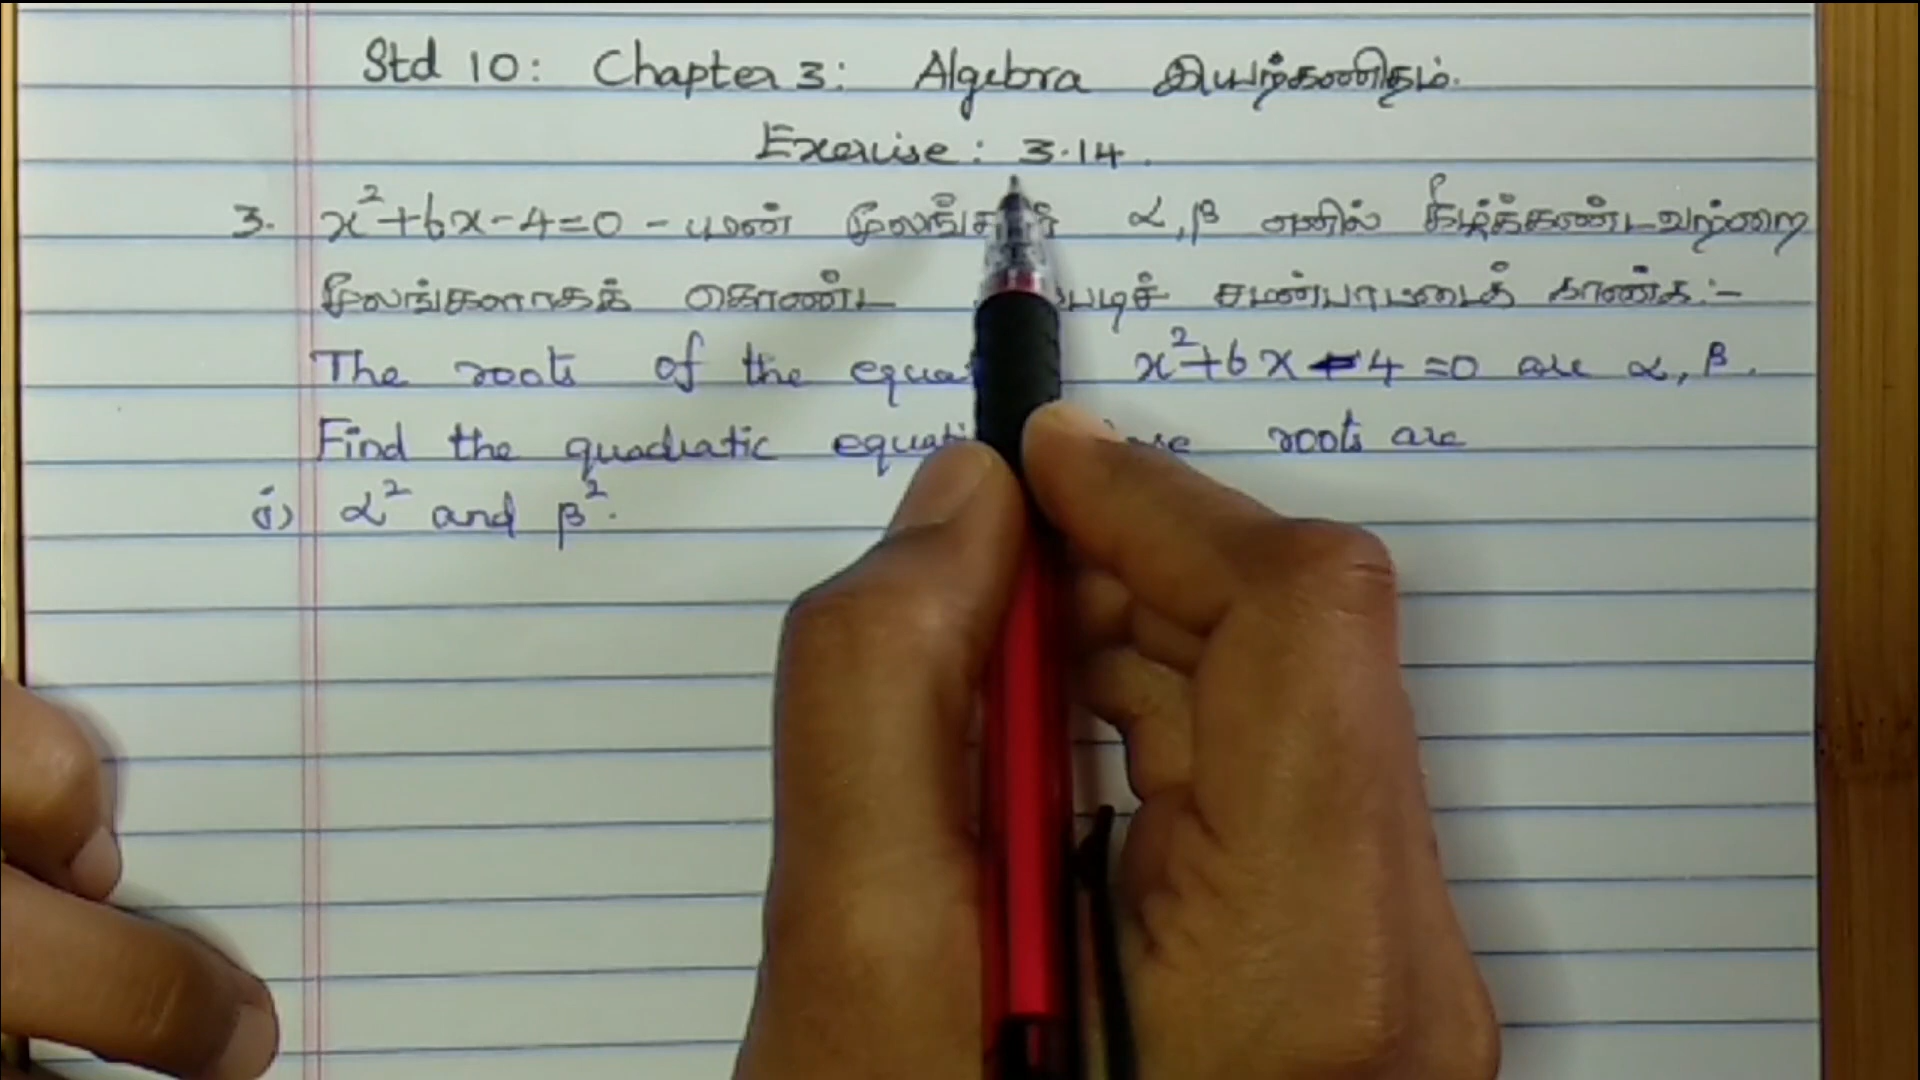 Std 10: Chapter 3: Algebra இயற்கணிதம்.
Exercise: 3.14.
3. x²+6x-4=0 - யின் α, β எனில் கீழ்க்கண்டவற்றை
மூலங்களாகக் கொண்ட சமன்பாட்டைக் காண்க:-
The roots of the x²+6x-4=0 are α, β.
Find the quadratic roots are
i) α² and β².